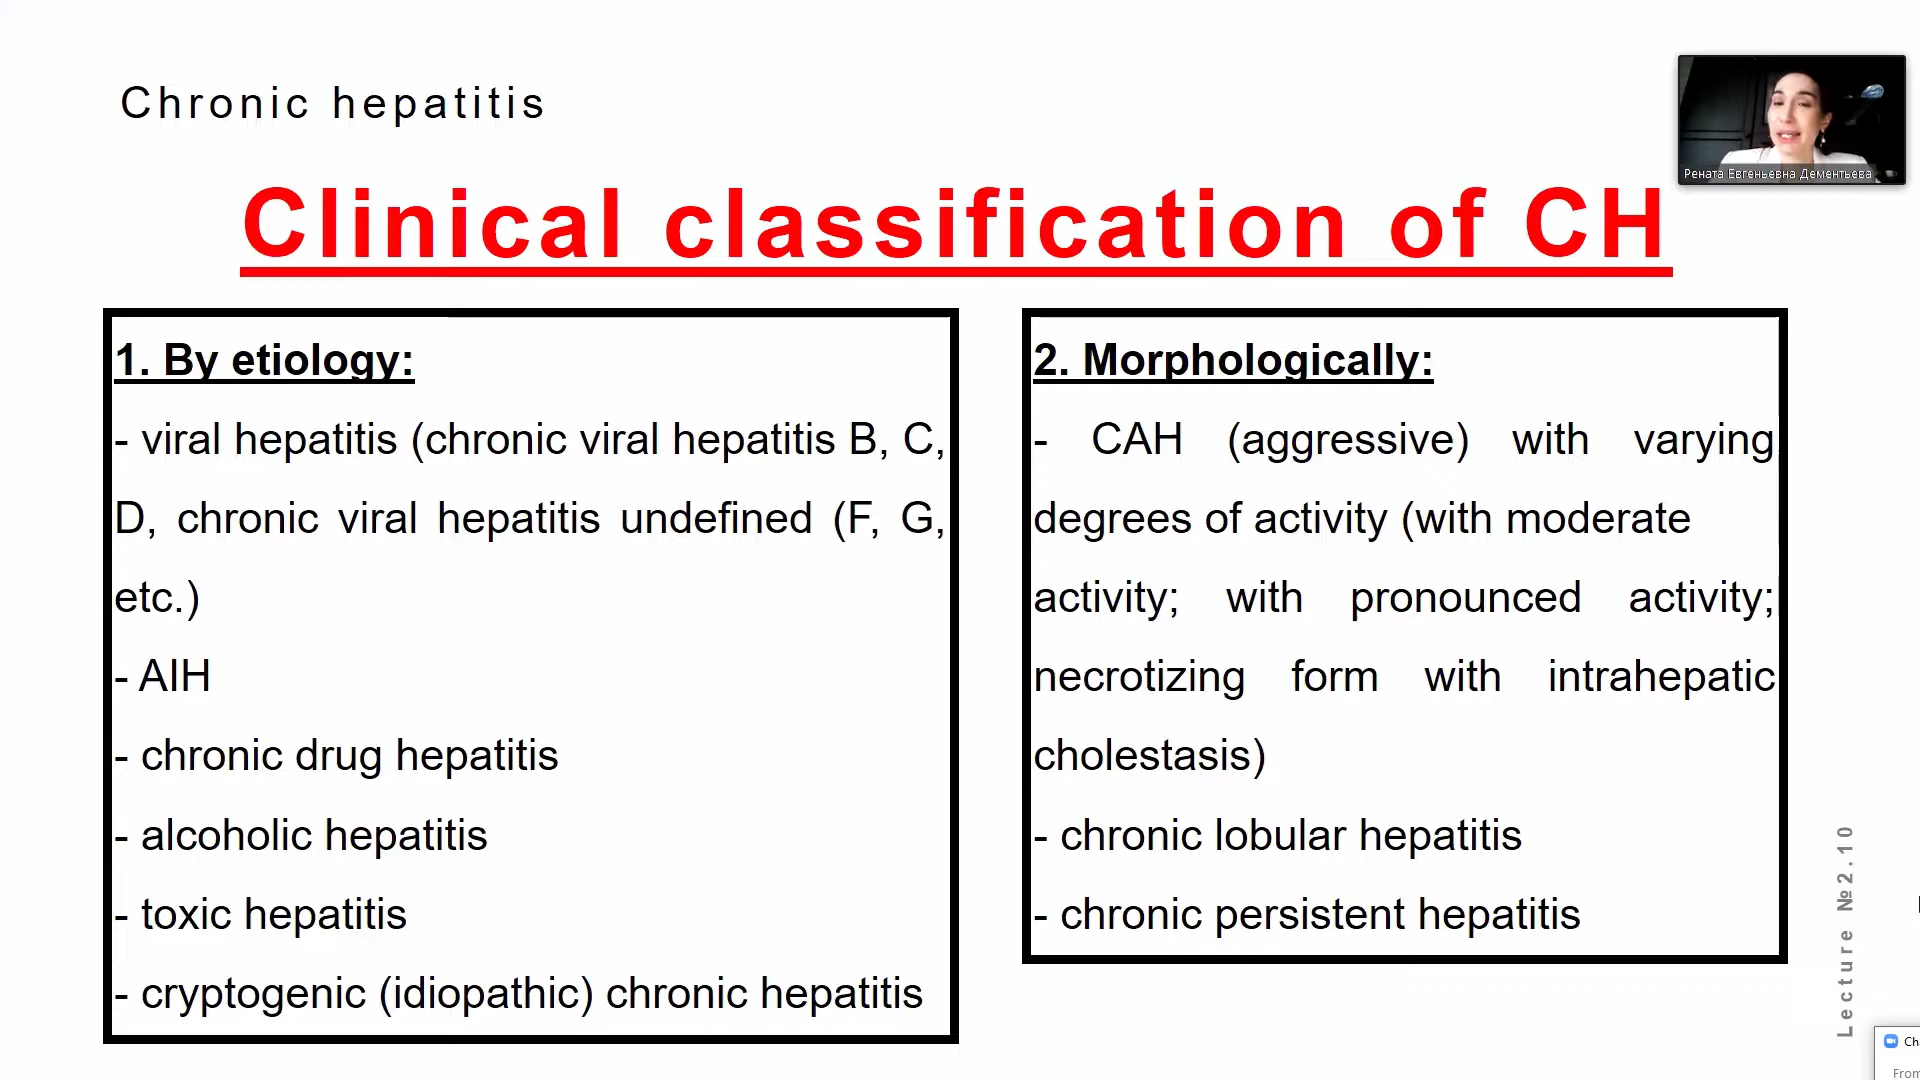 Chronic hepatitis
Рената Евгеньевна Дементьева
Clinical classification of CH
1. By etiology:
- viral hepatitis (chronic viral hepatitis B, C,
D, chronic viral hepatitis undefined (F, G,
etc.)
- AIH
- chronic drug hepatitis
- alcoholic hepatitis
- toxic hepatitis
- cryptogenic (idiopathic) chronic hepatitis
2. Morphologically:
- CAH (aggressive) with varying
degrees of activity (with moderate
activity; with pronounced activity;
necrotizing form with intrahepatic
cholestasis)
- chronic lobular hepatitis
- chronic persistent hepatitis
Lecture №2.10
From